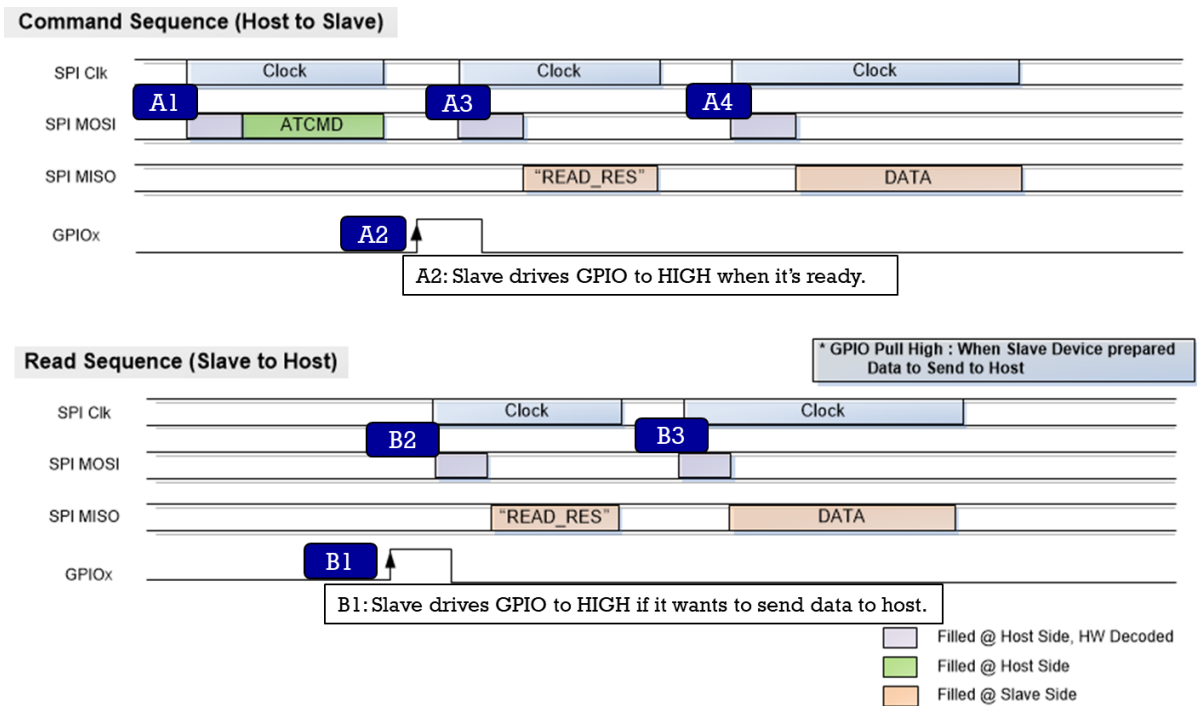 Command Sequence (Host to Slave)
SPI Clk
Clock
Clock
Clock
A1
A3
A4
SPI MOSI
ATCMD
SPI MISO
“READ_RES”
DATA
GPIOx
A2
A2: Slave drives GPIO to HIGH when it’s ready.
Read Sequence (Slave to Host)
* GPIO Pull High : When Slave Device prepared
Data to Send to Host
SPI Clk
Clock
Clock
B2
B3
SPI MOSI
SPI MISO
“READ_RES”
DATA
GPIOx
B1
B1: Slave drives GPIO to HIGH if it wants to send data to host.
Filled @ Host Side, HW Decoded
Filled @ Host Side
Filled @ Slave Side